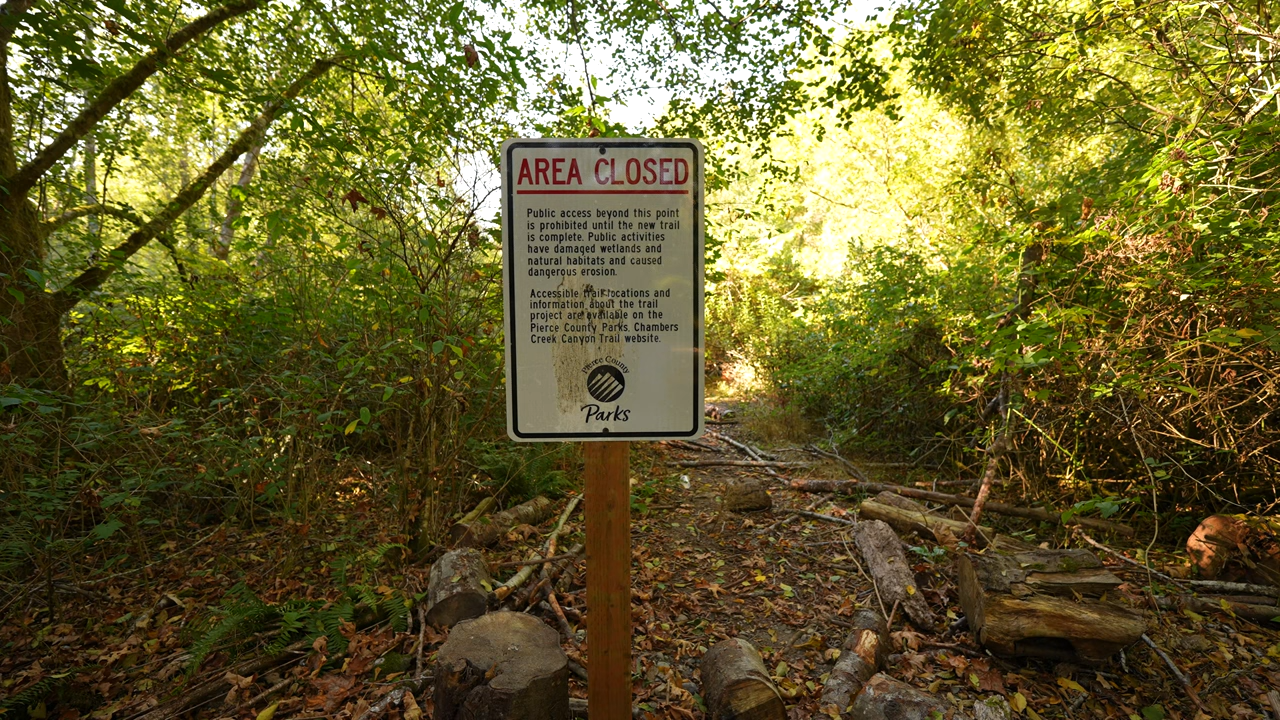 AREA CLOSED
Public access beyond this point
is prohibited until the new trail
is complete. Public activities
have damaged wetlands and
natural habitats and caused
dangerous erosion.
Accessible trail locations and
information about the trail
project are available on the
Pierce County Parks, Chambers
Creek Canyon Trail website.
Pierce County
Parks